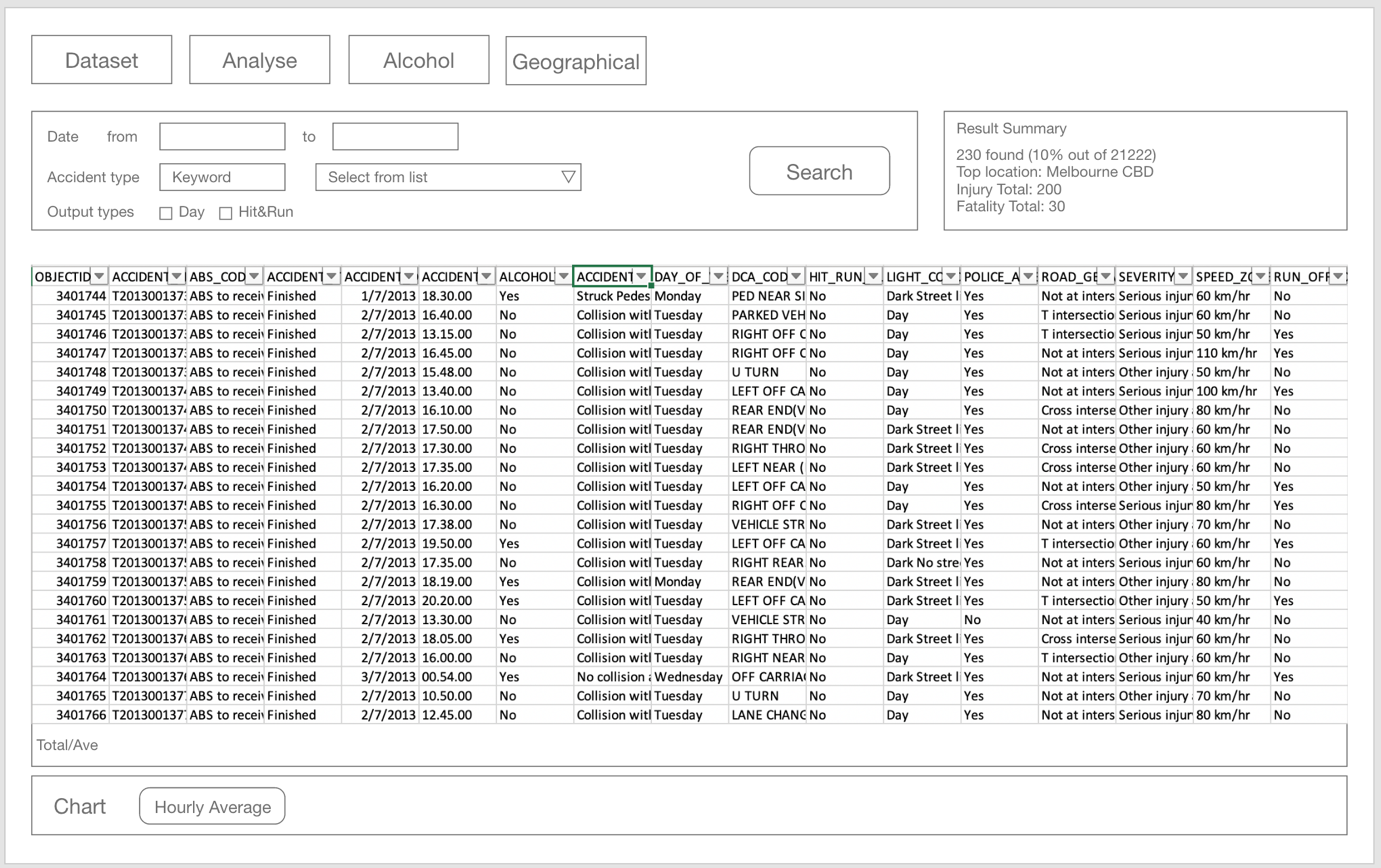 Dataset Analyse Alcohol Geographical
Date from to
Accident type Keyword Select from list
Output types Day Hit&Run
Search
Result Summary
230 found (10% out of 21222)
Top location: Melbourne CBD
Injury Total: 200
Fatality Total: 30
OBJECTID ACCIDENT ABS_COD ACCIDENT ACCIDENT ACCIDENT ALCOHOL ACCIDENT DAY_OF_ DCA_COD HIT_RUN_ LIGHT_CO POLICE_A ROAD_GE SEVERITY SPEED_ZO RUN_OFF
3401744 T201300137 ABS to recei Finished 1/7/2013 18.30.00 Yes Struck Pedes Monday PED NEAR SI No Dark Street l Yes Not at inters Serious injur 60 km/hr No
3401745 T201300137 ABS to recei Finished 2/7/2013 16.40.00 No Collision wit Tuesday PARKED VEH No Day Yes T intersectio Serious injur 60 km/hr No
3401746 T201300137 ABS to recei Finished 2/7/2013 13.15.00 No Collision wit Tuesday RIGHT OFF C No Day Yes T intersectio Serious injur 50 km/hr Yes
3401747 T201300137 ABS to recei Finished 2/7/2013 16.45.00 No Collision wit Tuesday RIGHT OFF C No Day Yes Not at inters Serious injur 110 km/hr Yes
3401748 T201300137 ABS to recei Finished 2/7/2013 15.48.00 No Collision wit Tuesday U TURN No Day Yes Not at inters Other injury 50 km/hr No
3401749 T201300137 ABS to recei Finished 2/7/2013 13.40.00 No Collision wit Tuesday LEFT OFF CA No Day Yes Not at inters Serious injur 100 km/hr Yes
3401750 T201300137 ABS to recei Finished 2/7/2013 16.10.00 No Collision wit Tuesday REAR END(V No Day Yes Cross interse Other injury 80 km/hr No
3401751 T201300137 ABS to recei Finished 2/7/2013 17.50.00 No Collision wit Tuesday REAR END(V No Dark Street l Yes Not at inters Other injury 60 km/hr No
3401752 T201300137 ABS to recei Finished 2/7/2013 17.30.00 No Collision wit Tuesday RIGHT THRO No Dark Street l Yes Cross interse Other injury 60 km/hr No
3401753 T201300137 ABS to recei Finished 2/7/2013 17.35.00 No Collision wit Tuesday LEFT NEAR ( No Dark Street l Yes Cross interse Other injury 60 km/hr No
3401754 T201300137 ABS to recei Finished 2/7/2013 16.20.00 No Collision wit Tuesday LEFT OFF CA No Day Yes Not at inters Other injury 50 km/hr Yes
3401755 T201300137 ABS to recei Finished 2/7/2013 16.30.00 No Collision wit Tuesday RIGHT OFF C No Day Yes Cross interse Serious injur 80 km/hr Yes
3401756 T201300137 ABS to recei Finished 2/7/2013 17.38.00 No Collision wit Tuesday VEHICLE STR No Dark Street l Yes Not at inters Other injury 70 km/hr No
3401757 T201300137 ABS to recei Finished 2/7/2013 19.50.00 Yes Collision wit Tuesday LEFT OFF CA No Dark Street l Yes T intersectio Other injury 60 km/hr Yes
3401758 T201300137 ABS to recei Finished 2/7/2013 17.35.00 No Collision wit Tuesday RIGHT REAR No Dark No stre Yes Not at inters Serious injur 60 km/hr No
3401759 T201300137 ABS to recei Finished 2/7/2013 18.19.00 Yes Collision wit Monday REAR END(V No Dark Street l Yes Not at inters Other injury 80 km/hr No
3401760 T201300137 ABS to recei Finished 2/7/2013 20.20.00 Yes Collision wit Tuesday LEFT OFF CA No Dark Street l Yes T intersectio Other injury 50 km/hr Yes
3401761 T201300137 ABS to recei Finished 2/7/2013 13.30.00 No Collision wit Tuesday VEHICLE STR No Day No Not at inters Serious injur 40 km/hr No
3401762 T201300137 ABS to recei Finished 2/7/2013 18.05.00 Yes Collision wit Tuesday RIGHT THRO No Dark Street l Yes Cross interse Serious injur 60 km/hr No
3401763 T201300137 ABS to recei Finished 2/7/2013 16.00.00 No Collision wit Tuesday RIGHT NEAR No Day Yes T intersectio Other injury 60 km/hr No
3401764 T201300137 ABS to recei Finished 3/7/2013 00.54.00 Yes No collision a Wednesday OFF CARRIA No Dark Street l Yes Not at inters Serious injur 60 km/hr Yes
3401765 T201300137 ABS to recei Finished 2/7/2013 10.50.00 No Collision wit Tuesday U TURN No Day Yes Not at inters Other injury 70 km/hr No
3401766 T201300137 ABS to recei Finished 2/7/2013 12.45.00 No Collision wit Tuesday LANE CHANG No Day Yes Not at inters Serious injur 80 km/hr No
Total/Ave
Chart Hourly Average